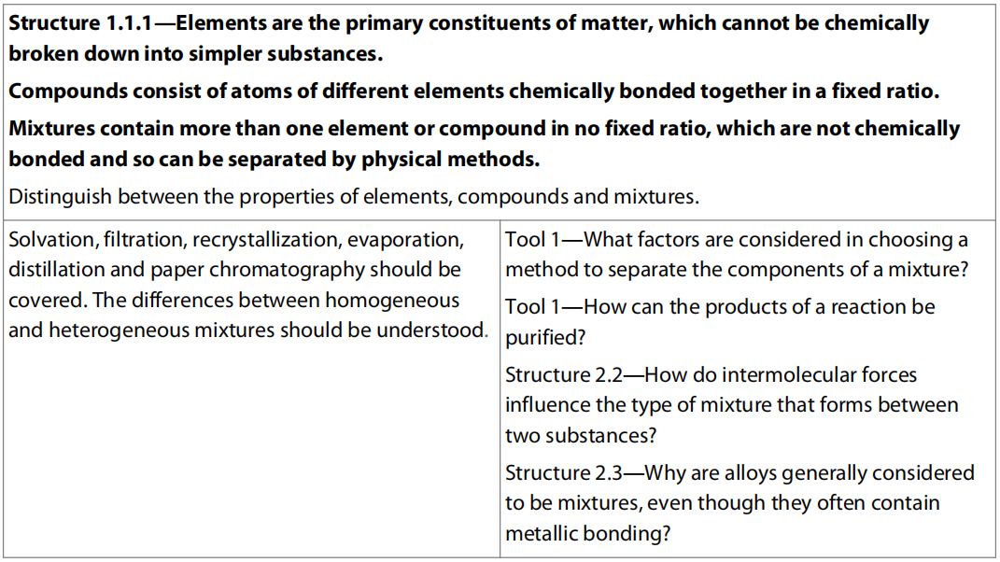 Structure 1.1.1—Elements are the primary constituents of matter, which cannot be chemically
broken down into simpler substances.
Compounds consist of atoms of different elements chemically bonded together in a fixed ratio.
Mixtures contain more than one element or compound in no fixed ratio, which are not chemically
bonded and so can be separated by physical methods.
Distinguish between the properties of elements, compounds and mixtures.
Solvation, filtration, recrystallization, evaporation,
distillation and paper chromatography should be
covered. The differences between homogeneous
and heterogeneous mixtures should be understood.
Tool 1—What factors are considered in choosing a
method to separate the components of a mixture?
Tool 1—How can the products of a reaction be
purified?
Structure 2.2—How do intermolecular forces
influence the type of mixture that forms between
two substances?
Structure 2.3—Why are alloys generally considered
to be mixtures, even though they often contain
metallic bonding?